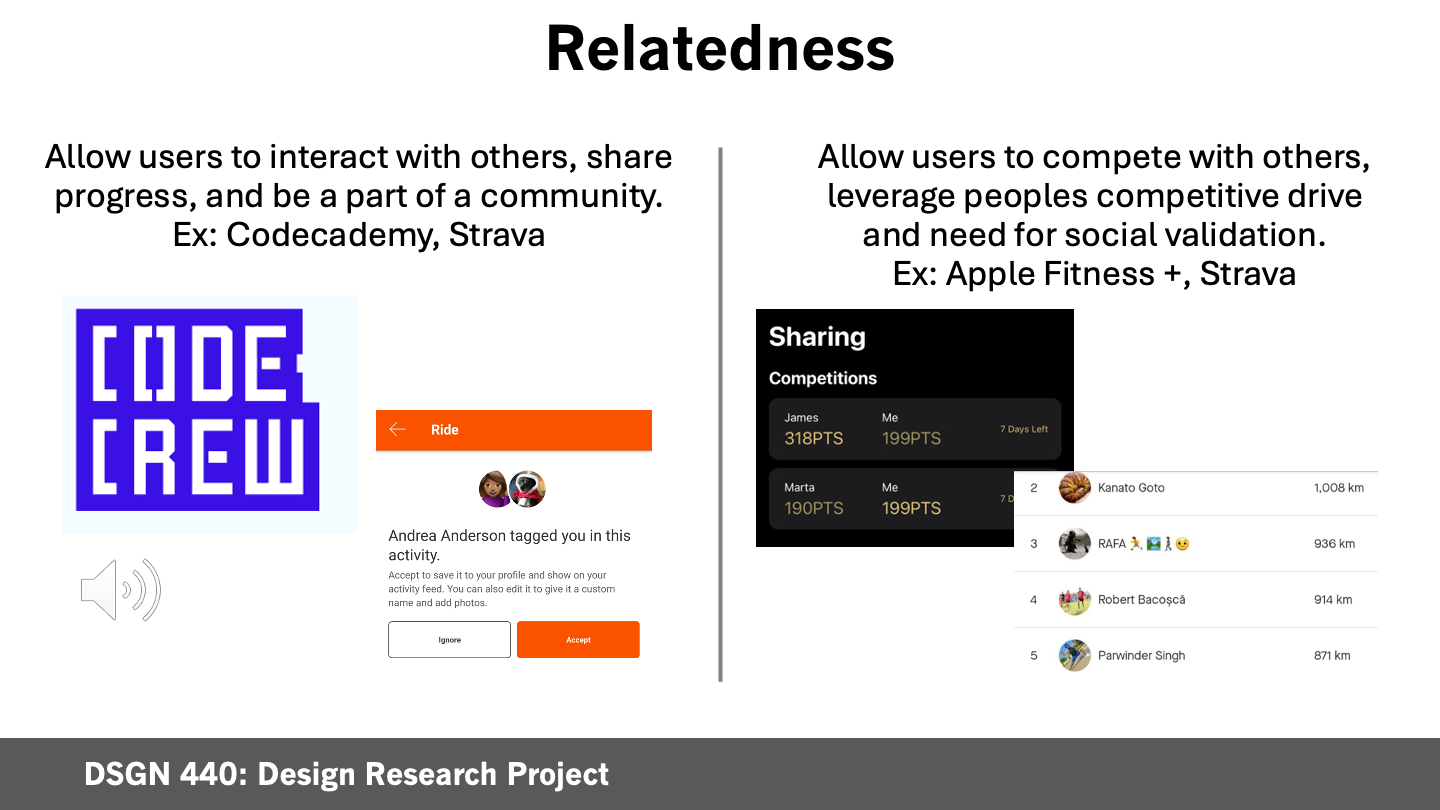 Relatedness
Allow users to interact with others, share
progress, and be a part of a community.
Ex: Codecademy, Strava
CODE
CREW
Ride
Andrea Anderson tagged you in this
activity.
Accept to save it to your profile and show on your
activity feed. You can also edit it to give it a custom
name and add photos.
Ignore
Accept
Allow users to compete with others,
leverage peoples competitive drive
and need for social validation.
Ex: Apple Fitness +, Strava
Sharing
Competitions
James Me
318PTS 199PTS 7 Days Left
Marta Me
190PTS 199PTS 7 D
2 Kanato Goto 1,008 km
3 RAFA 🏃🏞️🚶😉 936 km
4 Robert Bacoșcă 914 km
5 Parwinder Singh 871 km
DSGN 440: Design Research Project